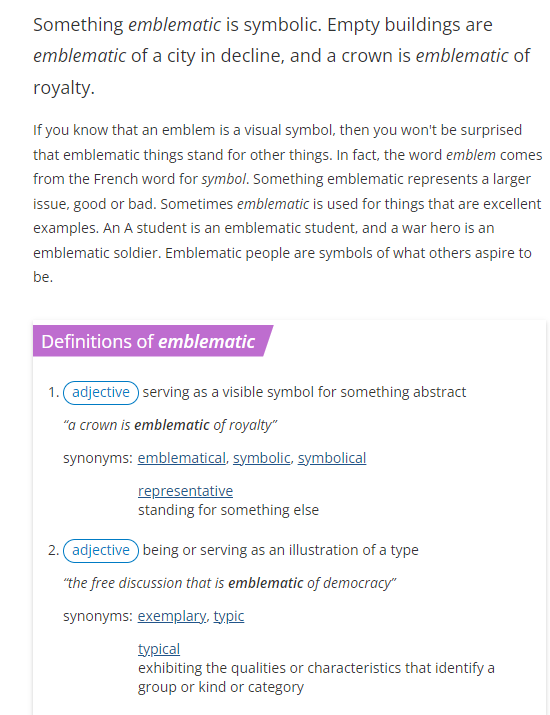 Something emblematic is symbolic. Empty buildings are
emblematic of a city in decline, and a crown is emblematic of
royalty.
If you know that an emblem is a visual symbol, then you won't be surprised
that emblematic things stand for other things. In fact, the word emblem comes
from the French word for symbol. Something emblematic represents a larger
issue, good or bad. Sometimes emblematic is used for things that are excellent
examples. An A student is an emblematic student, and a war hero is an
emblematic soldier. Emblematic people are symbols of what others aspire to
be.
Definitions of emblematic
1. adjective serving as a visible symbol for something abstract
“a crown is emblematic of royalty”
synonyms: emblematical, symbolic, symbolical
representative
standing for something else
2. adjective being or serving as an illustration of a type
“the free discussion that is emblematic of democracy”
synonyms: exemplary, typic
typical
exhibiting the qualities or characteristics that identify a
group or kind or category